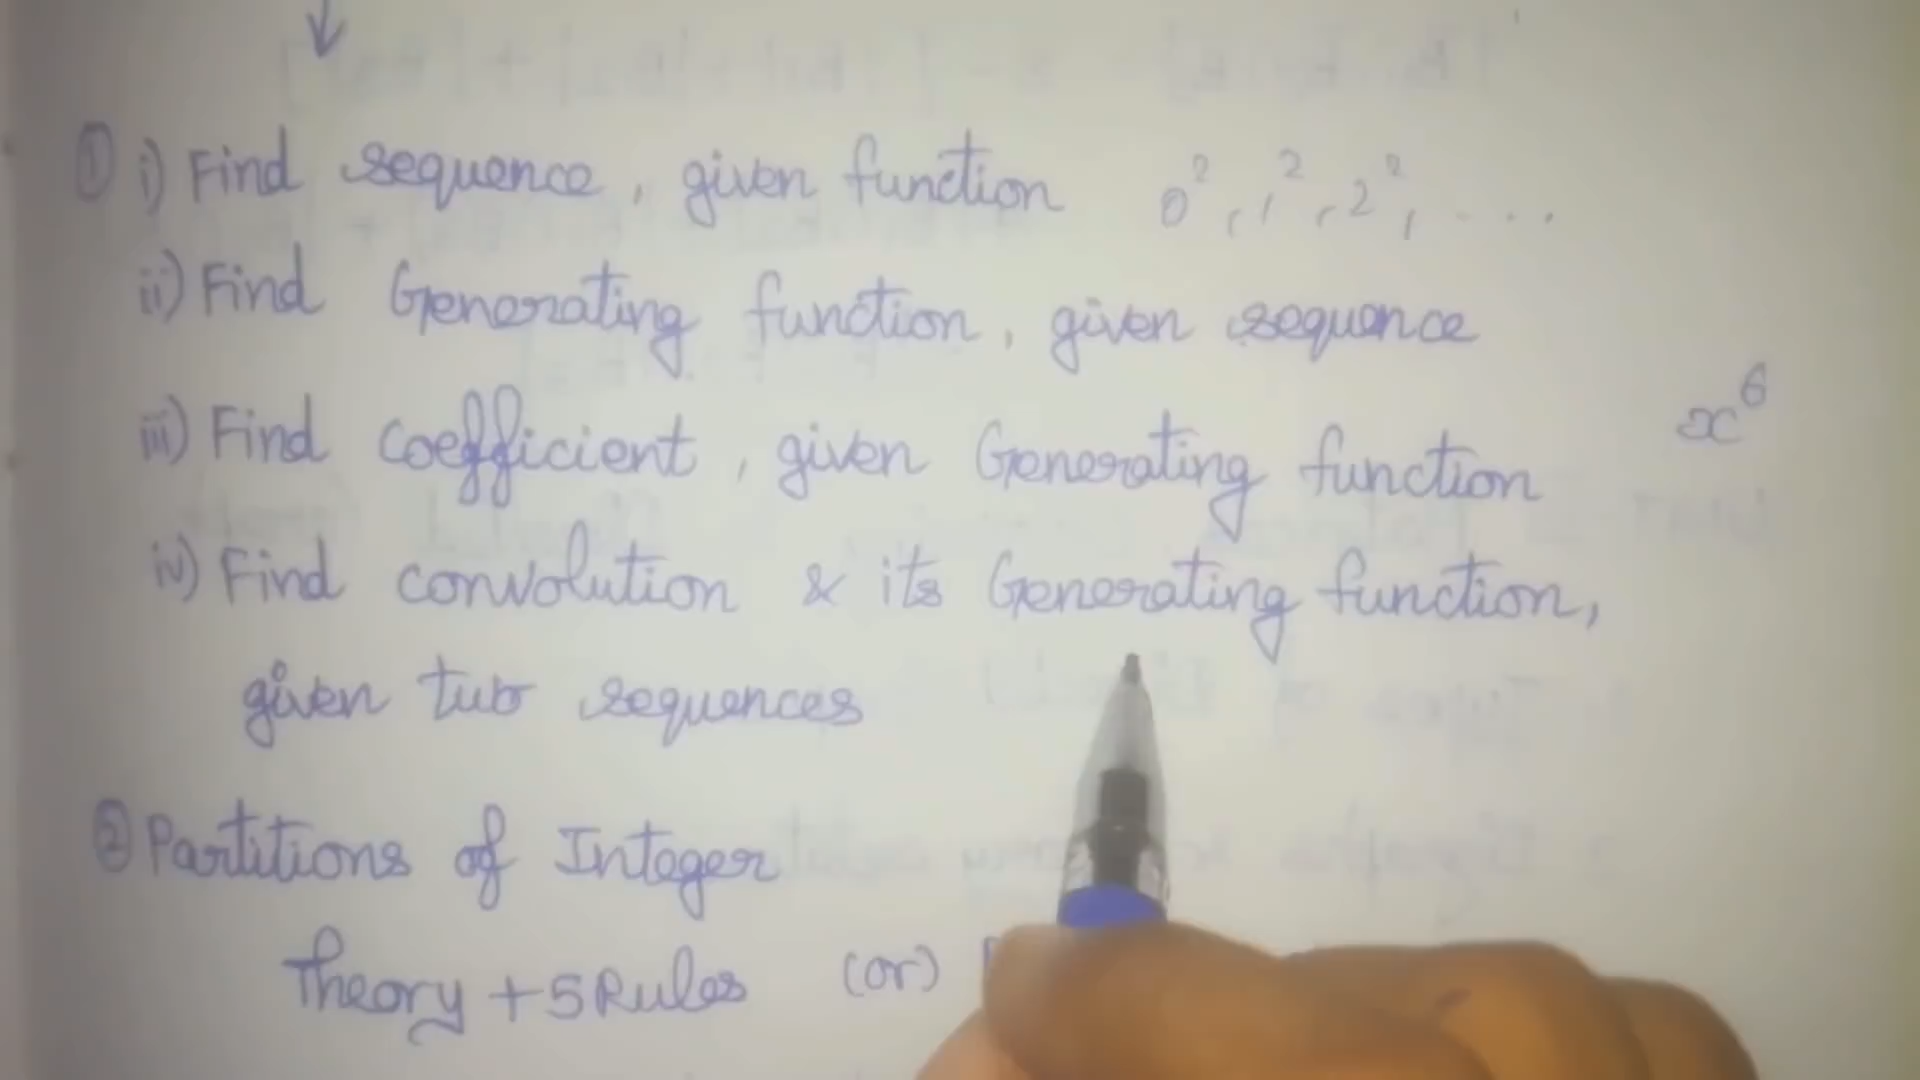 ① i) Find sequence, given function 0², 1², 2², ....
ii) Find Generating function, given sequence
iii) Find coefficient, given Generating function x⁶
iv) Find convolution & its Generating function,
given two sequences
② Partitions of Integer
Theory + 5 Rules (or)